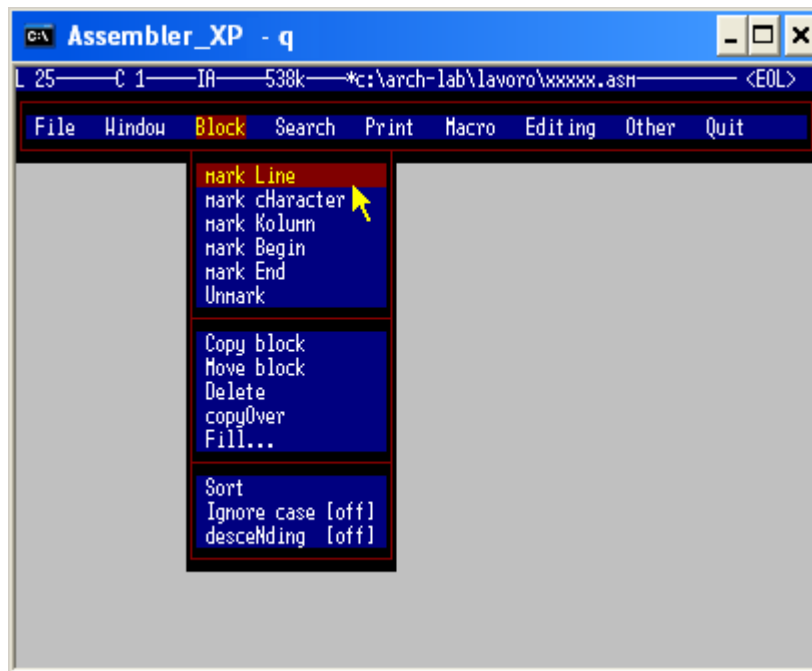 Assembler_XP - q
L 25 C 1 IA 538k *c:\arch-lab\lavoro\xxxxx.asm <EOL>
File Window Block Search Print Macro Editing Other Quit
mark Line
mark cHaracter
mark Kolumn
mark Begin
mark End
Unmark
Copy block
Move block
Delete
copyOver
Fill...
Sort
Ignore case [off]
desceNding [off]